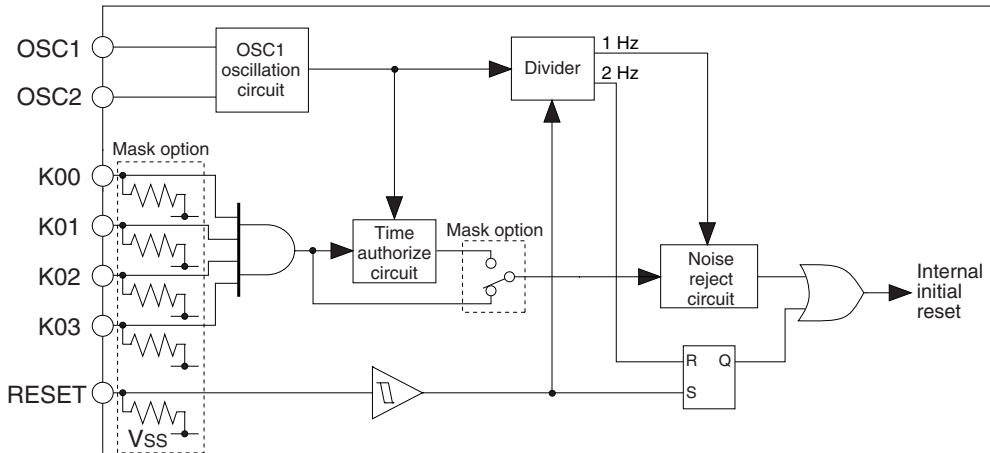 OSC1
OSC2
K00
K01
K02
K03
RESET
Mask option
Vss
OSC1
oscillation
circuit
Time
authorize
circuit
Mask option
Divider
1 Hz
2 Hz
Noise
reject
circuit
R Q
S
Internal
initial
reset